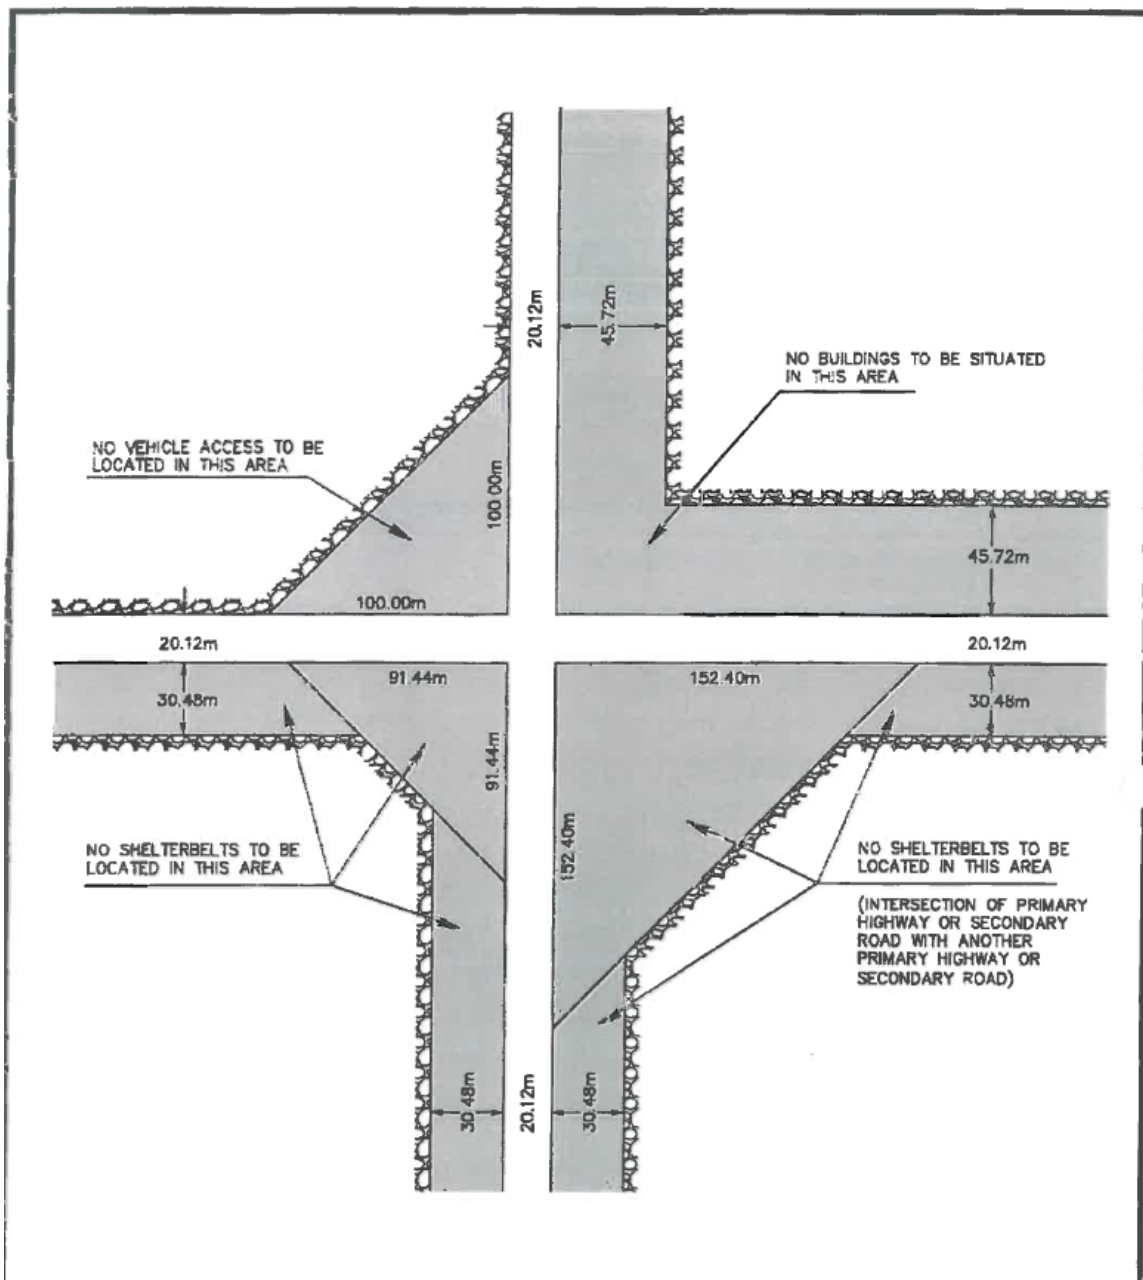 20.12m
45.72m
NO BUILDINGS TO BE SITUATED
IN THIS AREA
NO VEHICLE ACCESS TO BE
LOCATED IN THIS AREA
100.00m
45.72m
100.00m
20.12m
20.12m
91.44m
152.40m
30.48m
30.48m
91.44m
152.40m
NO SHELTERBELTS TO BE
LOCATED IN THIS AREA
NO SHELTERBELTS TO BE
LOCATED IN THIS AREA
(INTERSECTION OF PRIMARY
HIGHWAY OR SECONDARY
ROAD WITH ANOTHER
PRIMARY HIGHWAY OR
SECONDARY ROAD)
30.48m
20.12m
30.48m